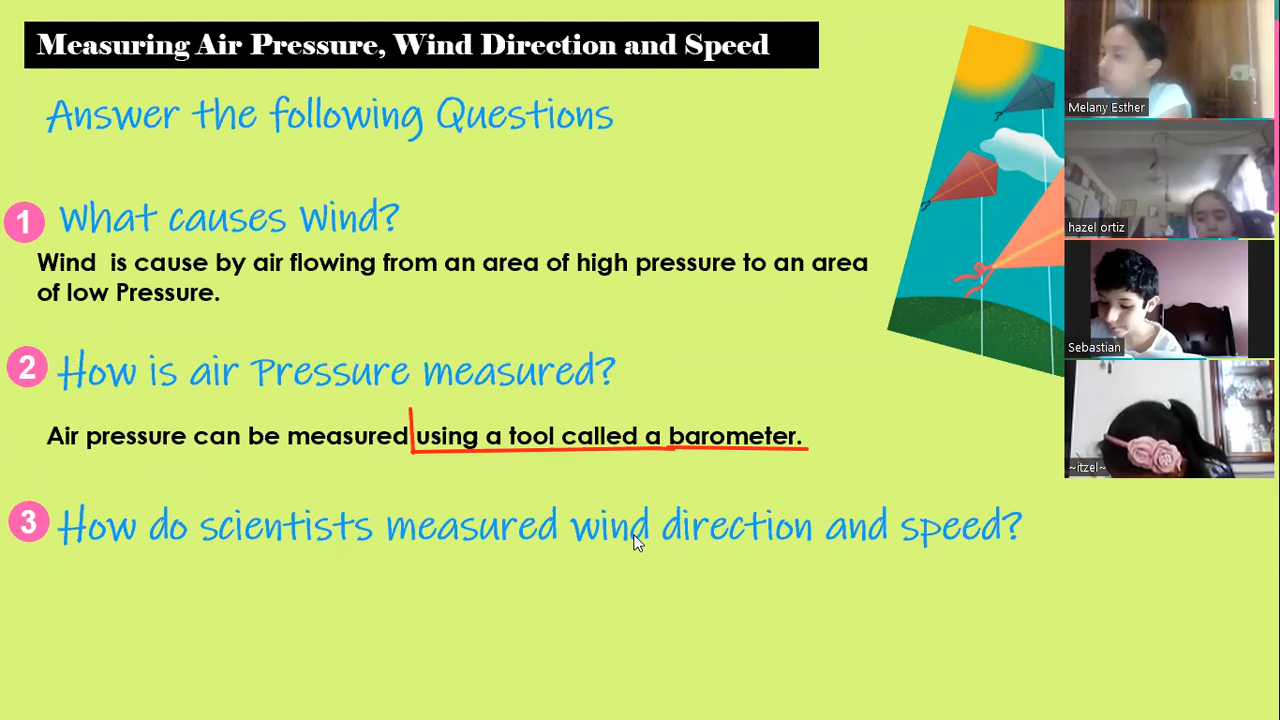 Measuring Air Pressure, Wind Direction and Speed
Answer the following Questions
1 What causes Wind?
Wind is cause by air flowing from an area of high pressure to an area
of low Pressure.
2 How is air Pressure measured?
Air pressure can be measured using a tool called a barometer.
3 How do scientists measured wind direction and speed?
Melany Esther
hazel ortiz
Sebastian
~itzel~